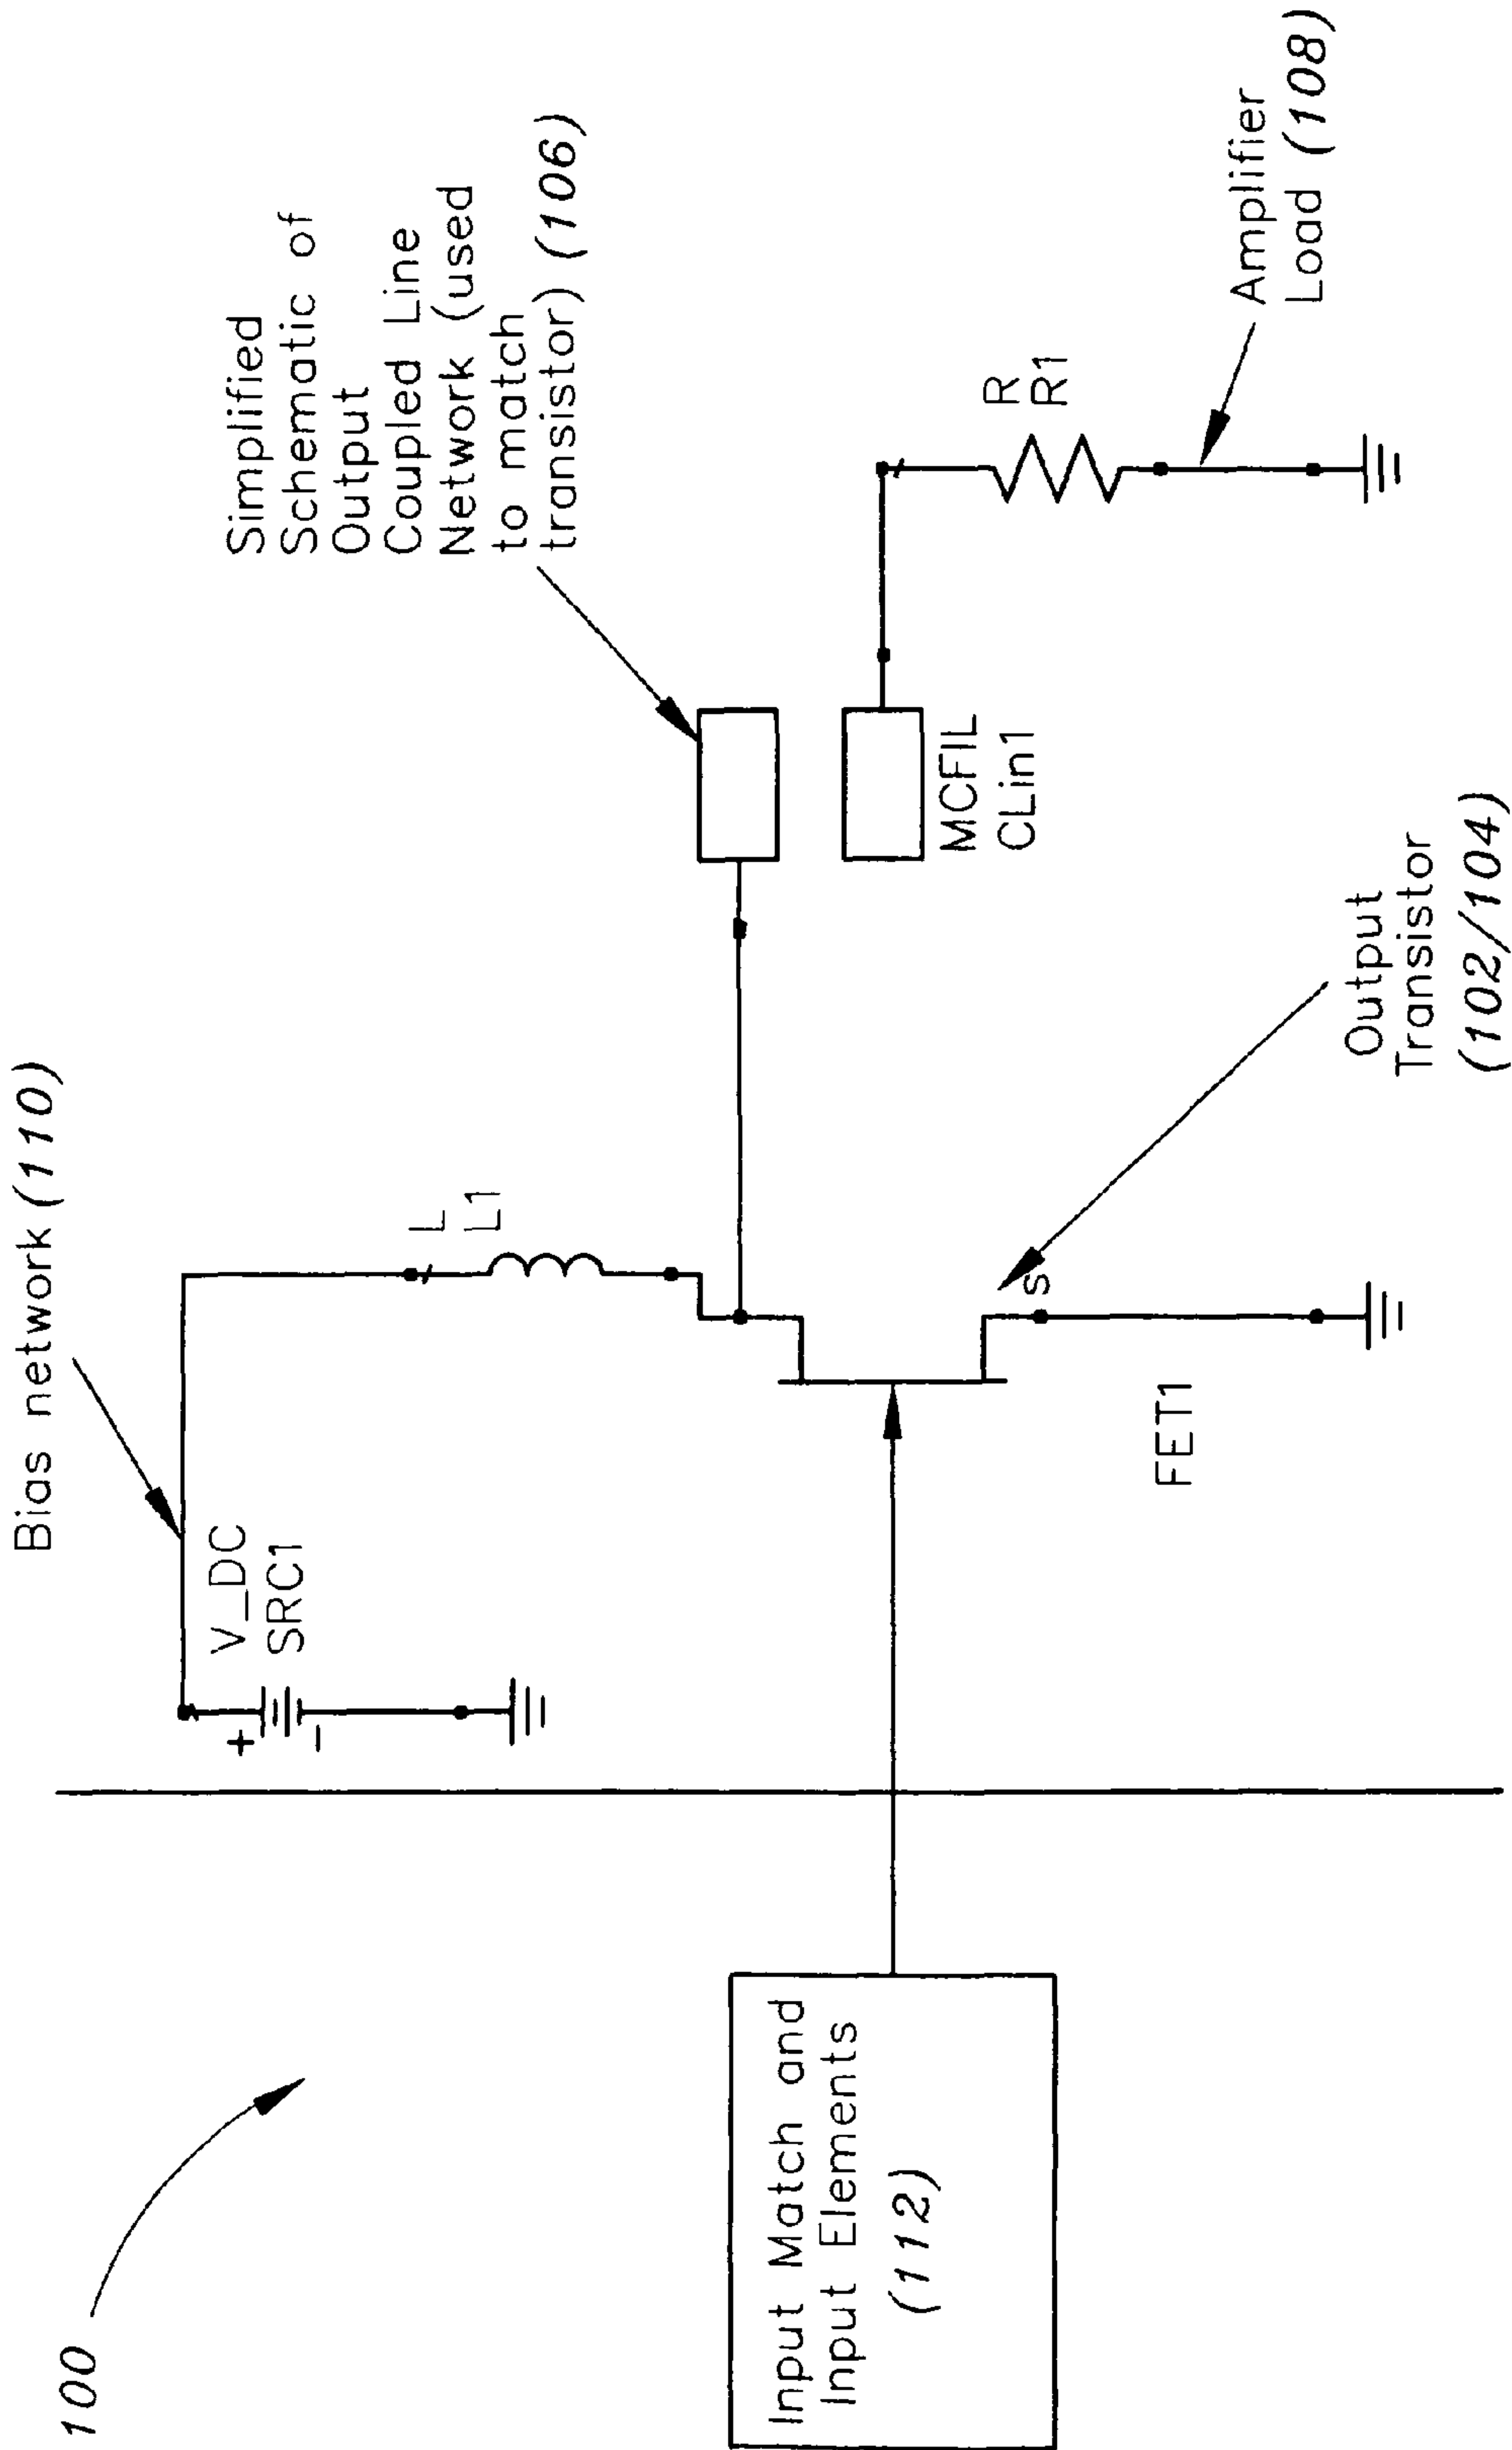 100
Bias network (110)
V_DC
SRC1
+
-
L
L1
Simplified
Schematic of
Output
Coupled Line
Network (used
to match
transistor) (106)
Input Match and
Input Elements
(112)
MCFIL
CLin1
R
R1
S
FET1
Output
Transistor
(102/104)
Amplifier
Load (108)